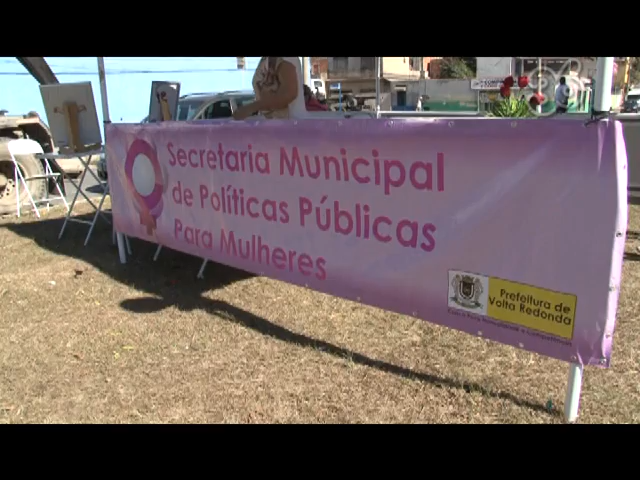 Secretaria Municipal
de Políticas Públicas
Para Mulheres
Prefeitura de
Volta Redonda